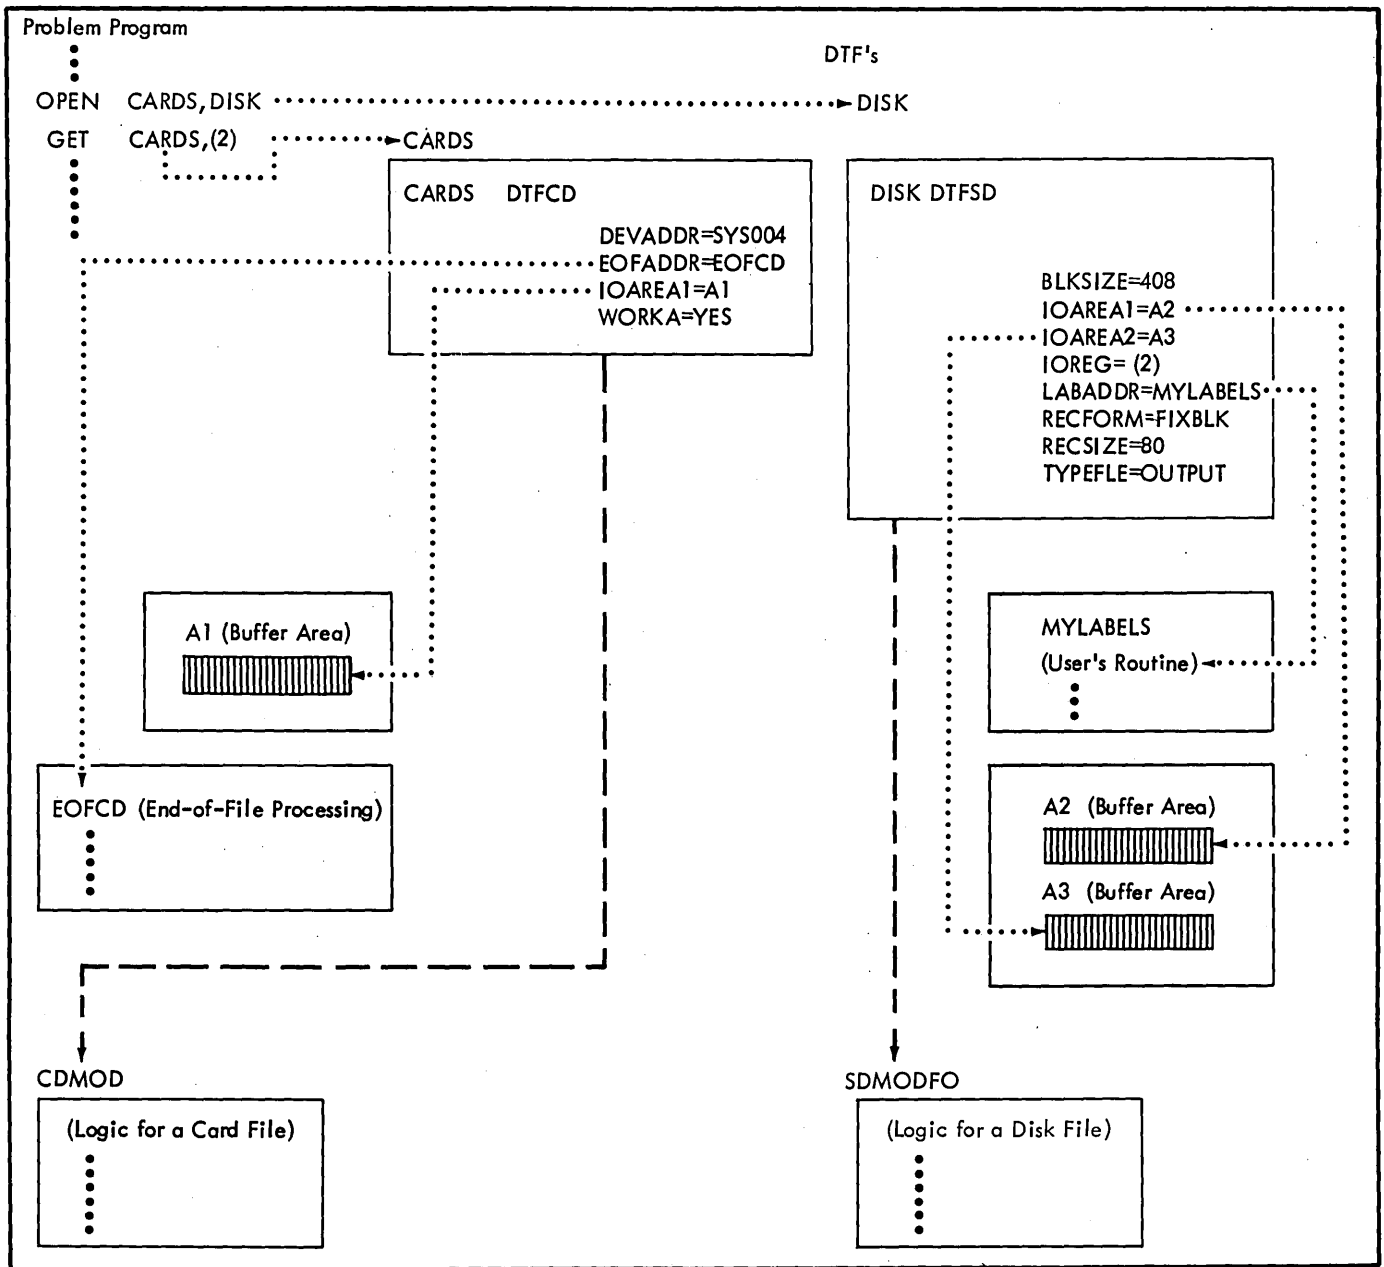 Problem Program
DTF's
OPEN CARDS,DISK
DISK
GET CARDS,(2)
CARDS
CARDS DTFCD
DEVADDR=SYS004
EOFADDR=EOFCD
IOAREA1=A1
WORKA=YES
DISK DTFSD
BLKSIZE=408
IOAREA1=A2
IOAREA2=A3
IOREG= (2)
LABADDR=MYLABELS
RECFORM=FIXBLK
RECSIZE=80
TYPEFLE=OUTPUT
A1 (Buffer Area)
MYLABELS
(User's Routine)
EOFCD (End-of-File Processing)
A2 (Buffer Area)
A3 (Buffer Area)
CDMOD
(Logic for a Card File)
SDMODFO
(Logic for a Disk File)